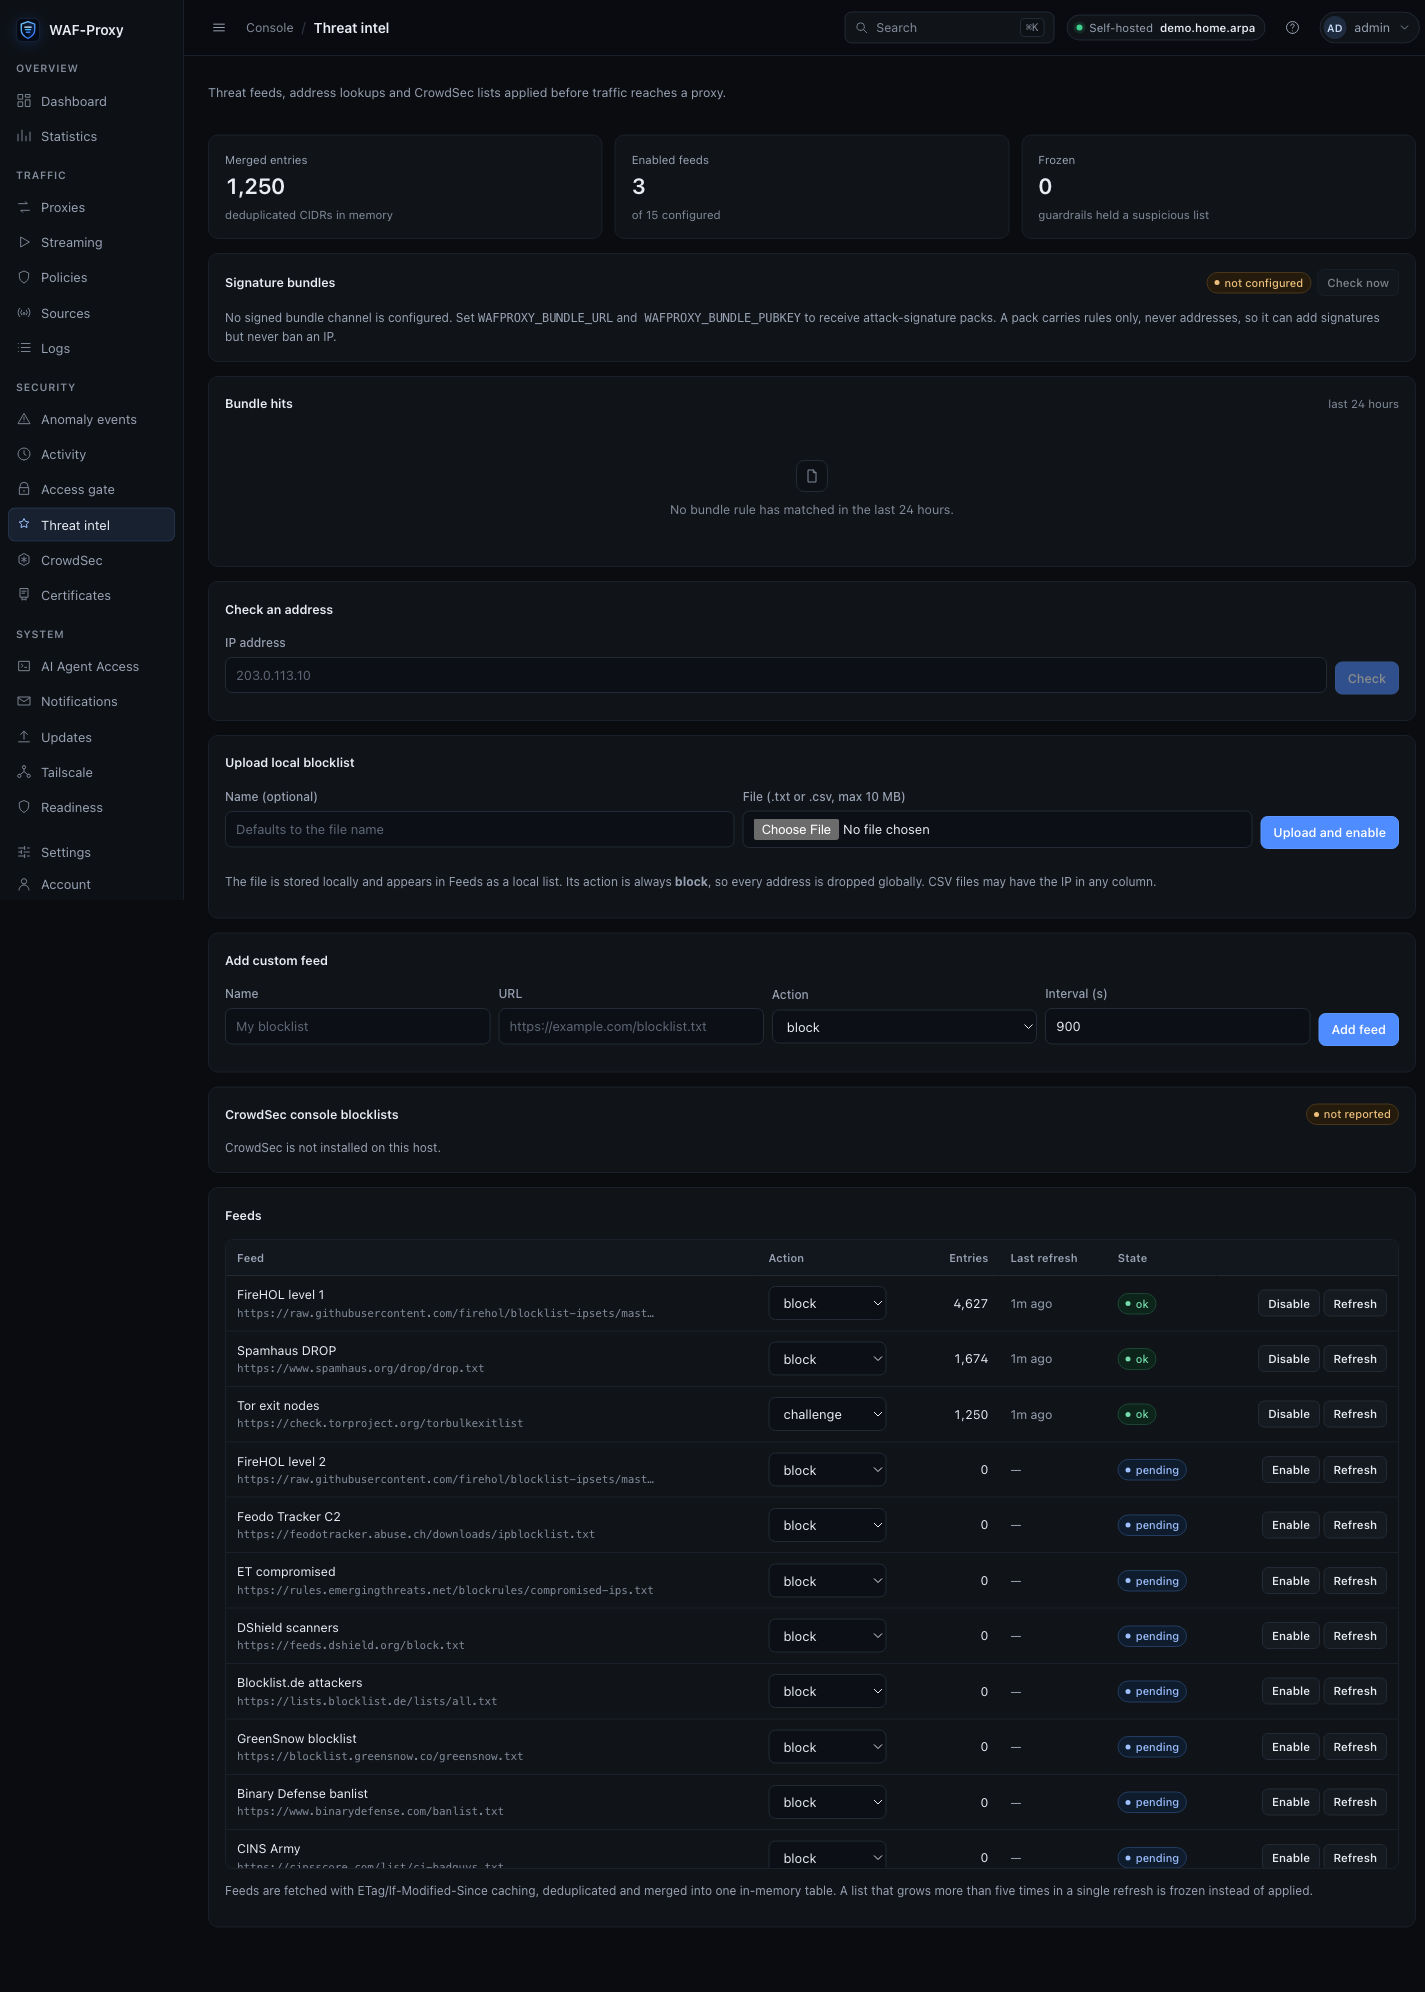 WAF-Proxy
Console / Threat intel
Search ⌘K
Self-hosted demo.home.arpa
AD admin
OVERVIEW
Dashboard
Statistics
TRAFFIC
Proxies
Streaming
Policies
Sources
Logs
SECURITY
Anomaly events
Activity
Access gate
Threat intel
CrowdSec
Certificates
SYSTEM
AI Agent Access
Notifications
Updates
Tailscale
Readiness
Settings
Account
Threat feeds, address lookups and CrowdSec lists applied before traffic reaches a proxy.
Merged entries
1,250
deduplicated CIDRs in memory
Enabled feeds
3
of 15 configured
Frozen
0
guardrails held a suspicious list
Signature bundles
not configured
Check now
No signed bundle channel is configured. Set WAFPROXY_BUNDLE_URL and WAFPROXY_BUNDLE_PUBKEY to receive attack-signature packs. A pack carries rules only, never addresses, so it can add signatures
but never ban an IP.
Bundle hits
last 24 hours
No bundle rule has matched in the last 24 hours.
Check an address
IP address
203.0.113.10
Check
Upload local blocklist
Name (optional)
File (.txt or .csv, max 10 MB)
Defaults to the file name
Choose File No file chosen
Upload and enable
The file is stored locally and appears in Feeds as a local list. Its action is always block, so every address is dropped globally. CSV files may have the IP in any column.
Add custom feed
Name URL Action Interval (s)
My blocklist https://example.com/blocklist.txt block 900 Add feed
CrowdSec console blocklists
not reported
CrowdSec is not installed on this host.
Feeds
Feed Action Entries Last refresh State
FireHOL level 1
https://raw.githubusercontent.com/firehol/blocklist-ipsets/mast…
block 4,627 1m ago ok Disable Refresh
Spamhaus DROP
https://www.spamhaus.org/drop/drop.txt
block 1,674 1m ago ok Disable Refresh
Tor exit nodes
https://check.torproject.org/torbulkexitlist
challenge 1,250 1m ago ok Disable Refresh
FireHOL level 2
https://raw.githubusercontent.com/firehol/blocklist-ipsets/mast…
block 0 — pending Enable Refresh
Feodo Tracker C2
https://feodotracker.abuse.ch/downloads/ipblocklist.txt
block 0 — pending Enable Refresh
ET compromised
https://rules.emergingthreats.net/blockrules/compromised-ips.txt
block 0 — pending Enable Refresh
DShield scanners
https://feeds.dshield.org/block.txt
block 0 — pending Enable Refresh
Blocklist.de attackers
https://lists.blocklist.de/lists/all.txt
block 0 — pending Enable Refresh
GreenSnow blocklist
https://blocklist.greensnow.co/greensnow.txt
block 0 — pending Enable Refresh
Binary Defense banlist
https://www.binarydefense.com/banlist.txt
block 0 — pending Enable Refresh
CINS Army
https://cinsscore.com/list/ci-badguys.txt
block 0 — pending Enable Refresh
Feeds are fetched with ETag/If-Modified-Since caching, deduplicated and merged into one in-memory table. A list that grows more than five times in a single refresh is frozen instead of applied.